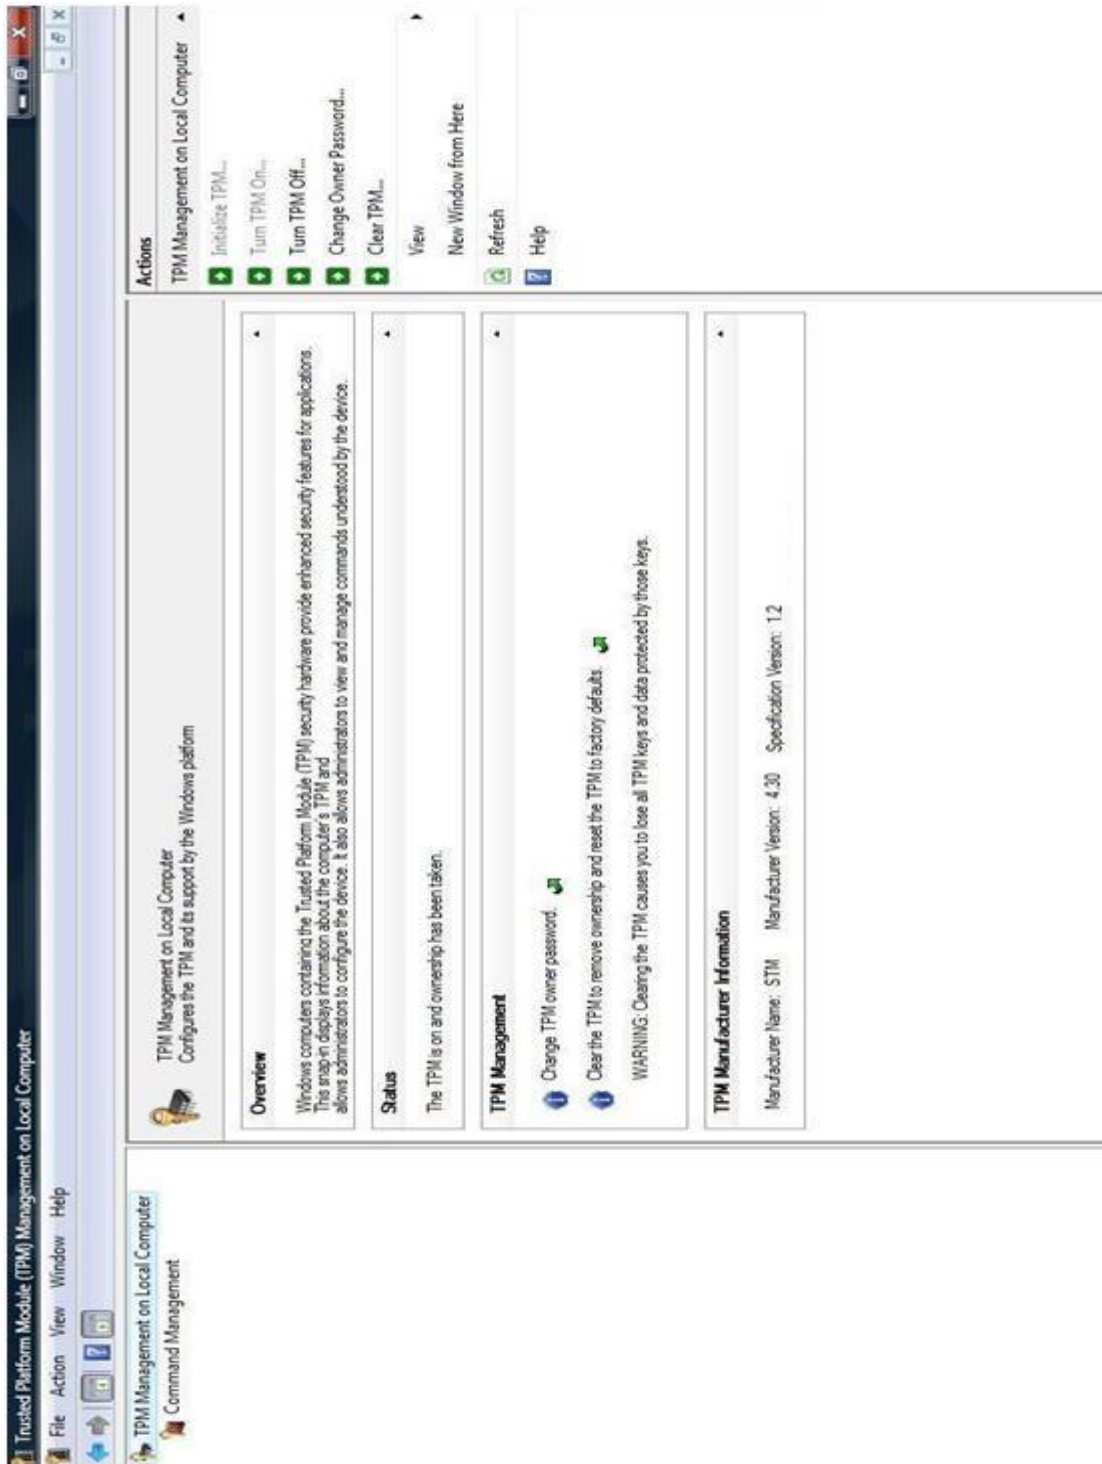 Trusted Platform Module (TPM) Management on Local Computer
File Action View Window Help
TPM Management on Local Computer
Command Management
TPM Management on Local Computer
Configures the TPM and its support by the Windows platform
Overview
Windows computers containing the Trusted Platform Module (TPM) security hardware provide enhanced security features for applications.
This snap-in displays information about the computer's TPM and
allows administrators to configure the device. It also allows administrators to view and manage commands understood by the device.
Status
The TPM is on and ownership has been taken.
TPM Management
Change TPM owner password.
Clear the TPM to remove ownership and reset the TPM to factory defaults.
WARNING: Clearing the TPM causes you to lose all TPM keys and data protected by those keys.
TPM Manufacturer Information
Manufacturer Name: STM Manufacturer Version: 4.30 Specification Version: 1.2
Actions
TPM Management on Local Computer
Initialize TPM...
Turn TPM On...
Turn TPM Off...
Change Owner Password...
Clear TPM...
View
New Window from Here
Refresh
Help